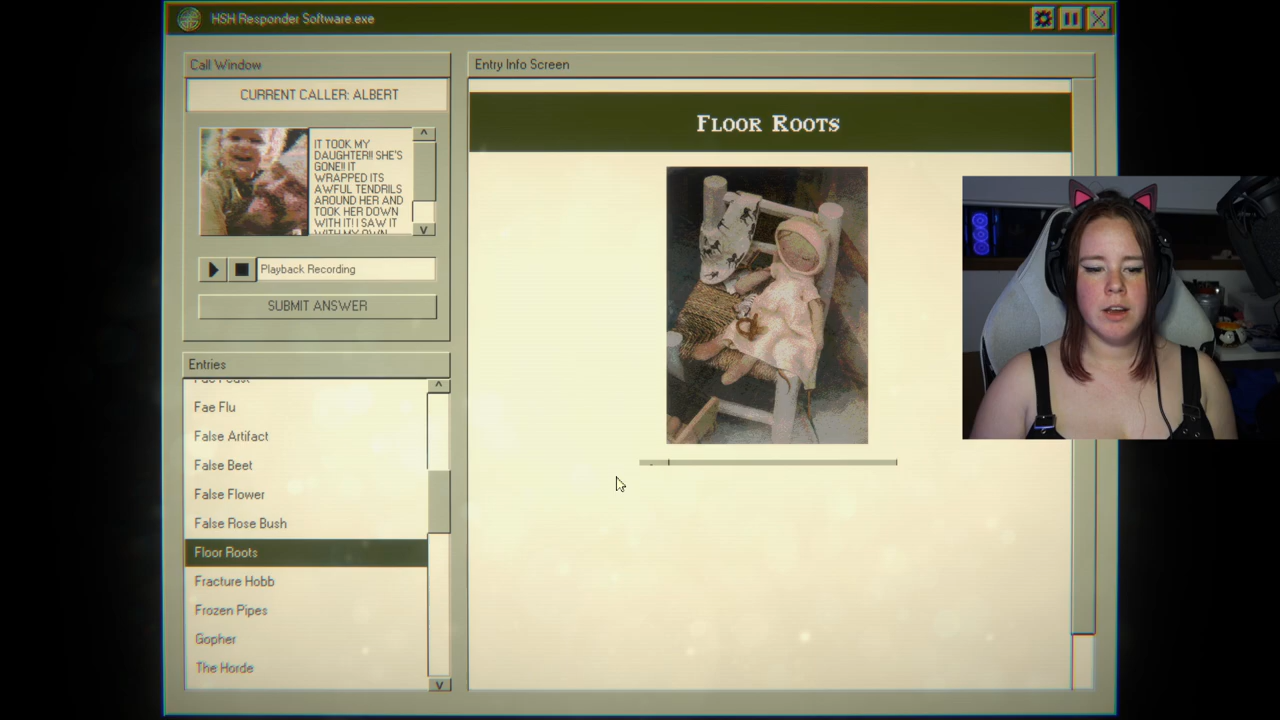 HSH Responder Software.exe
Call Window
CURRENT CALLER: ALBERT
IT TOOK MY
DAUGHTER!! SHE'S
GONE!! IT
WRAPPED ITS
AWFUL TENDRILS
AROUND HER AND
TOOK HER DOWN
WITH IT! I SAW IT
WITH MY OWN
Playback Recording
SUBMIT ANSWER
Entries
Fae Flu
False Artifact
False Beet
False Flower
False Rose Bush
Floor Roots
Fracture Hobb
Frozen Pipes
Gopher
The Horde
Entry Info Screen
FLOOR ROOTS